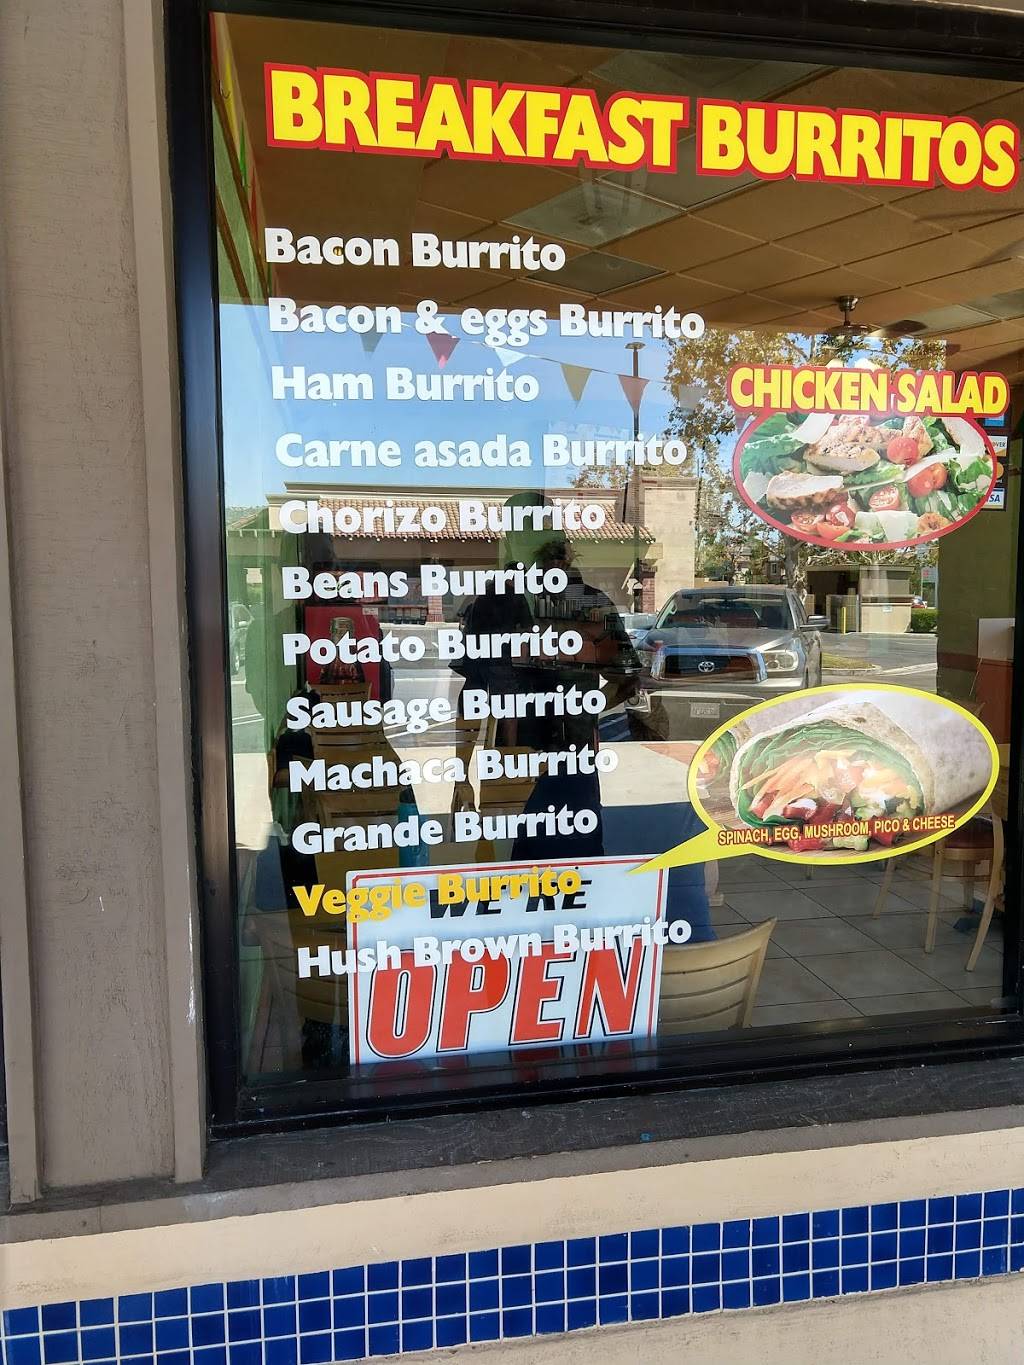 BREAKFAST BURRITOS
Bacon Burrito
Bacon & eggs Burrito
Ham Burrito
CHICKEN SALAD
Carne asada Burrito
Chorizo Burrito
Beans Burrito
Potato Burrito
Sausage Burrito
Machaca Burrito
Grande Burrito
SPINACH, EGG, MUSHROOM, PICO & CHEESE
Veggie Burrito
WE'RE
Hush Brown Burrito
OPEN